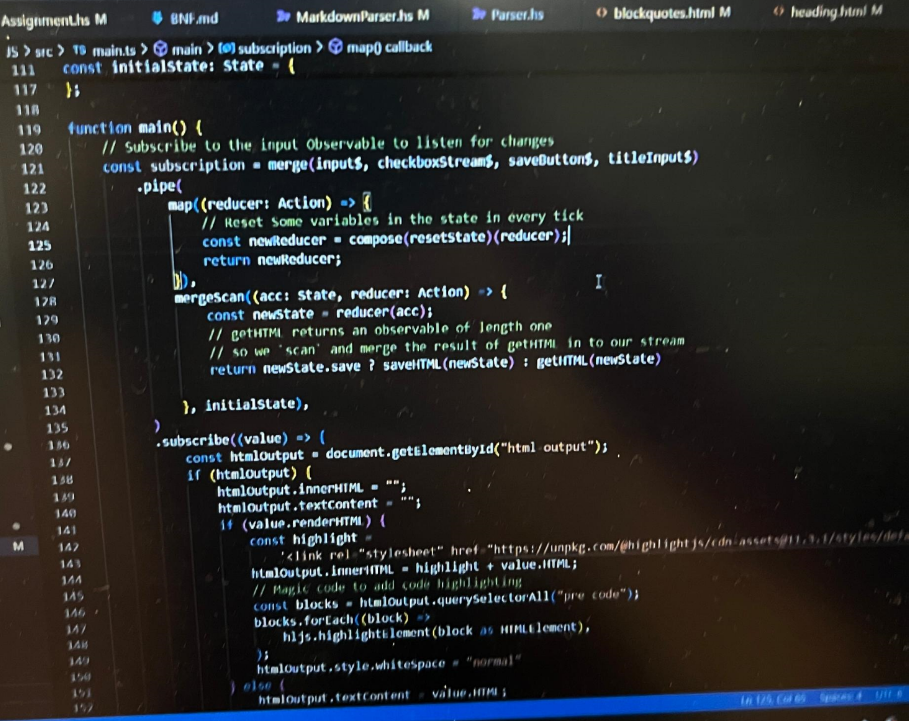 Assignment.hs M
BNF.md
MarkdownParser.hs M
Parser.hs
blockquotes.html M
heading.html M
JS > src > TS main.ts > main > subscription > map() callback
111 const initialState: State = {
117 };
118
119 function main() {
120 // Subscribe to the input Observable to listen for changes
121 const subscription = merge(input$, checkboxStream$, saveButton$, titleInput$)
122 .pipe(
123 map((reducer: Action) => {
124 // Reset Some variables in the state in every tick
125 const newReducer = compose(resetState)(reducer);
126 return newReducer;
127 }),
128 mergeScan((acc: State, reducer: Action) => {
129 const newState = reducer(acc);
130 // getHTML returns an observable of length one
131 // so we `scan` and merge the result of getHTML in to our stream
132 return newState.save ? saveHTML(newState) : getHTML(newState)
133
134 }, initialState),
135 )
136 .subscribe((value) => {
137 const htmlOutput = document.getElementById("html-output");
138 if (htmlOutput) {
139 htmlOutput.innerHTML = "";
140 htmlOutput.textContent = "";
141 if (value.renderHTML) {
M 142 const highlight =
143 '<link rel="stylesheet" href="https://unpkg.com/@highlightjs/cdn-assets@11.3.1/styles/defa
144 htmlOutput.innerHTML = highlight + value.HTML;
145 // Magic code to add code highlighting
146 const blocks = htmlOutput.querySelectorAll("pre code");
147 blocks.forEach((block) =>
148 hljs.highlightElement(block as HTMLElement),
149 );
150 htmlOutput.style.whiteSpace = "normal"
151 } else {
152 htmlOutput.textContent = value.HTML;
Ln 125, Col 65 Spaces: 4